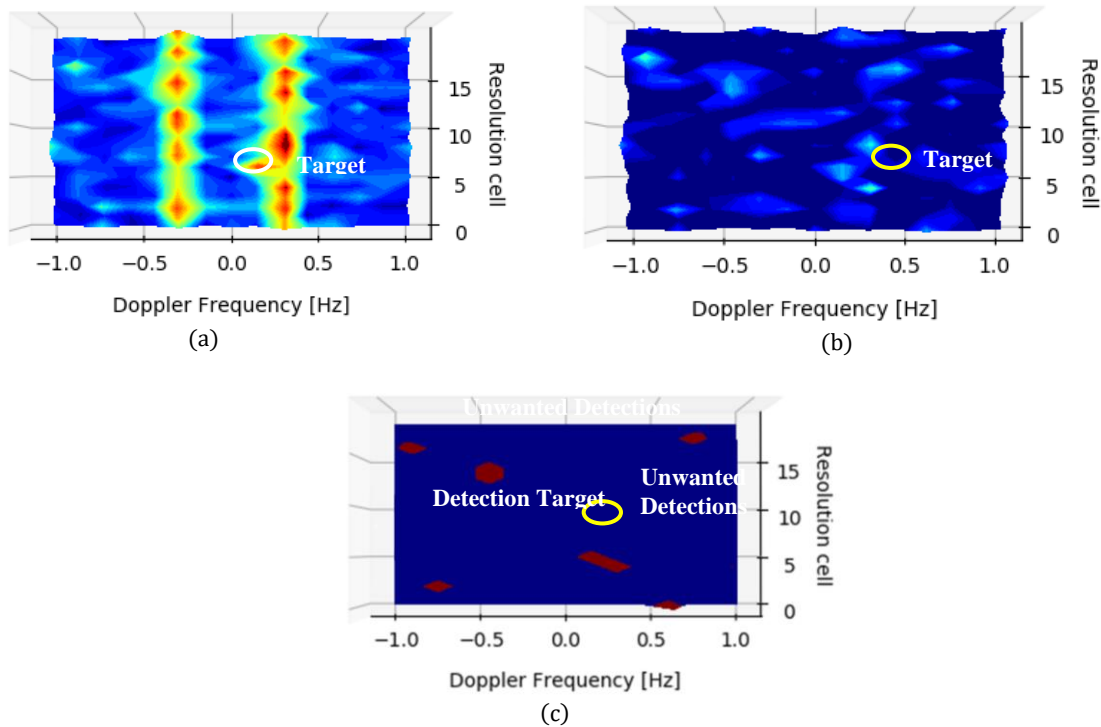 Target
Resolution cell
15
10
5
0
−1.0 −0.5 0.0 0.5 1.0
Doppler Frequency [Hz]
(a)
Target
Resolution cell
15
10
5
0
−1.0 −0.5 0.0 0.5 1.0
Doppler Frequency [Hz]
(b)
Unwanted Detections
Unwanted
Detections
Detection Target
Resolution cell
15
10
5
0
−1.0 −0.5 0.0 0.5 1.0
Doppler Frequency [Hz]
(c)